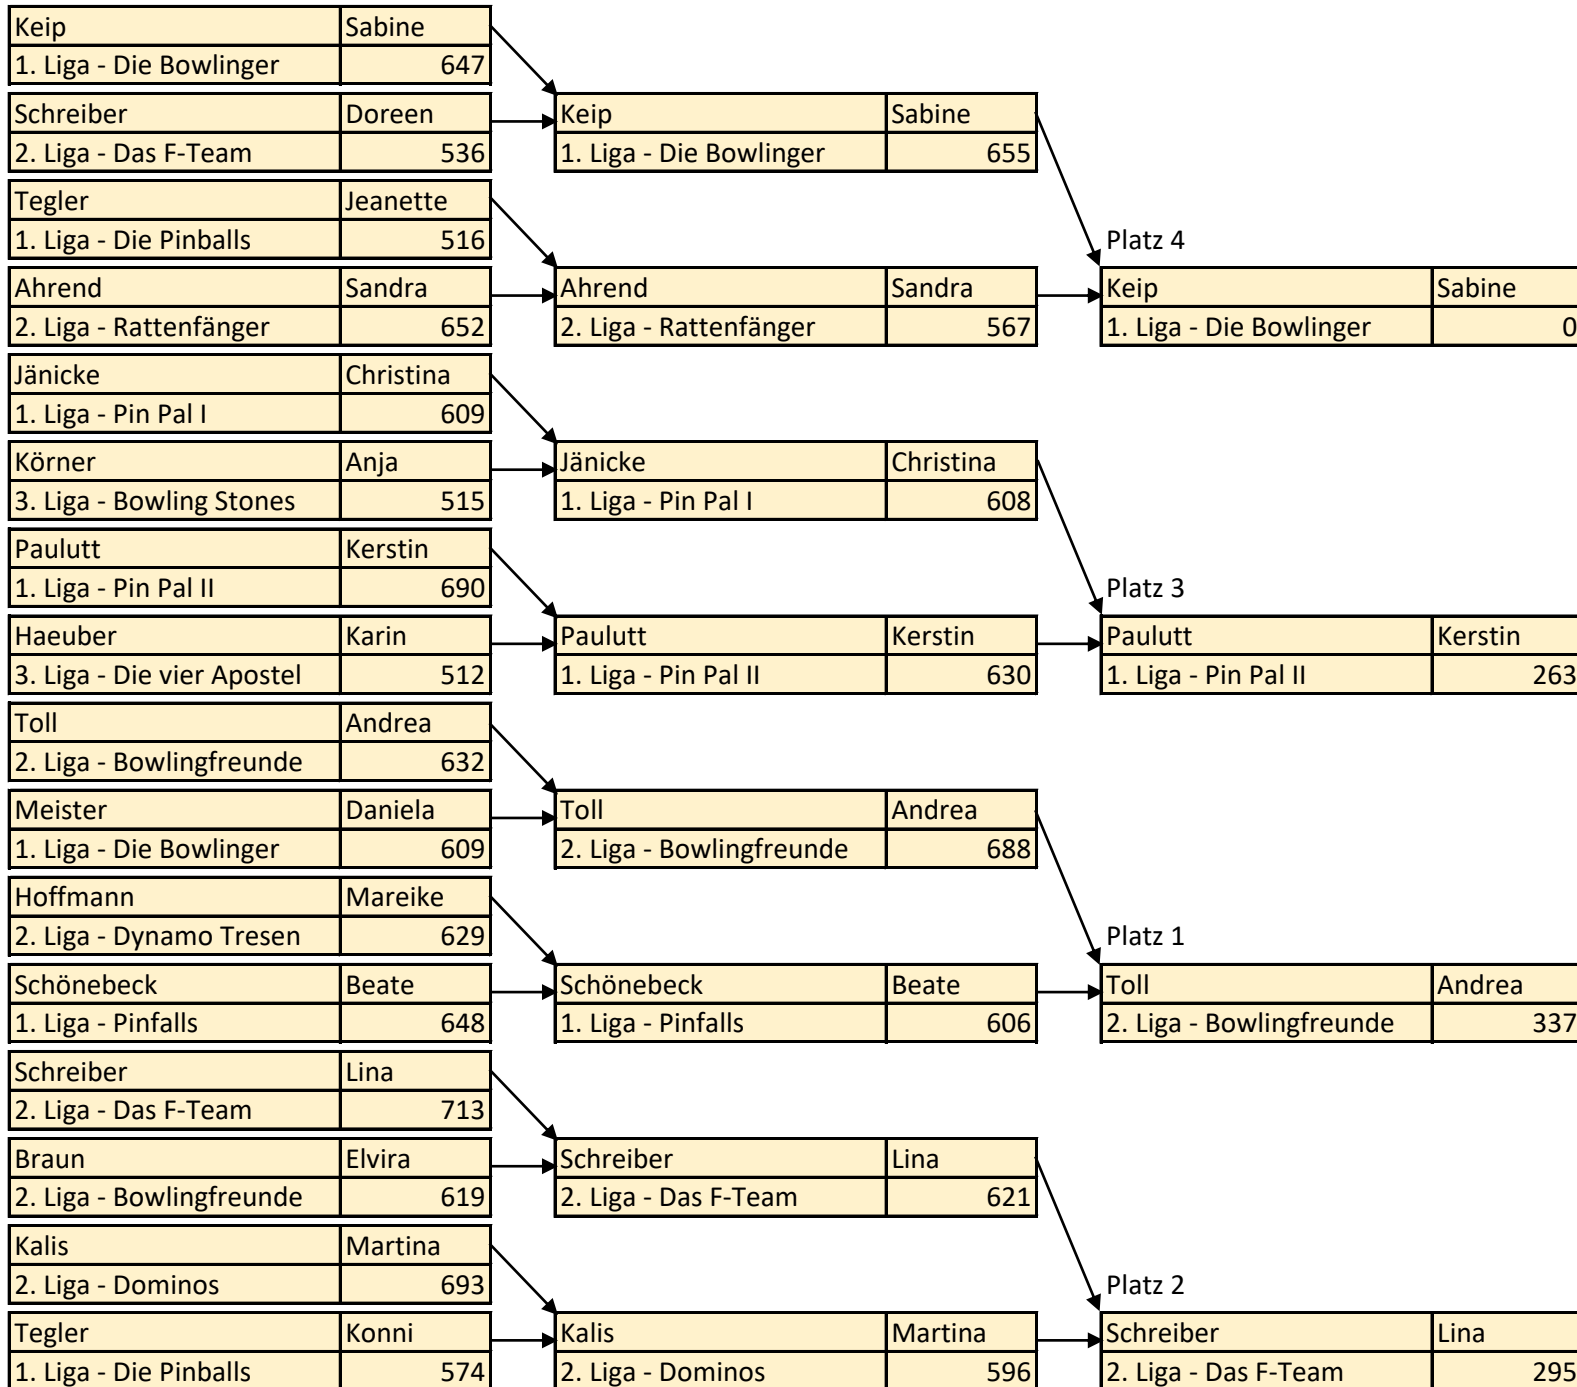 Keip Sabine
1. Liga - Die Bowlinger 647
Schreiber Doreen
2. Liga - Das F-Team 536
Tegler Jeanette
1. Liga - Die Pinballs 516
Ahrend Sandra
2. Liga - Rattenfänger 652
Jänicke Christina
1. Liga - Pin Pal I 609
Körner Anja
3. Liga - Bowling Stones 515
Paulutt Kerstin
1. Liga - Pin Pal II 690
Haeuber Karin
3. Liga - Die vier Apostel 512
Toll Andrea
2. Liga - Bowlingfreunde 632
Meister Daniela
1. Liga - Die Bowlinger 609
Hoffmann Mareike
2. Liga - Dynamo Tresen 629
Schönebeck Beate
1. Liga - Pinfalls 648
Schreiber Lina
2. Liga - Das F-Team 713
Braun Elvira
2. Liga - Bowlingfreunde 619
Kalis Martina
2. Liga - Dominos 693
Tegler Konni
1. Liga - Die Pinballs 574
Keip Sabine
1. Liga - Die Bowlinger 655
Ahrend Sandra
2. Liga - Rattenfänger 567
Jänicke Christina
1. Liga - Pin Pal I 608
Paulutt Kerstin
1. Liga - Pin Pal II 630
Toll Andrea
2. Liga - Bowlingfreunde 688
Schönebeck Beate
1. Liga - Pinfalls 606
Schreiber Lina
2. Liga - Das F-Team 621
Kalis Martina
2. Liga - Dominos 596
Platz 4
Keip Sabine
1. Liga - Die Bowlinger 0
Platz 3
Paulutt Kerstin
1. Liga - Pin Pal II 263
Platz 1
Toll Andrea
2. Liga - Bowlingfreunde 337
Platz 2
Schreiber Lina
2. Liga - Das F-Team 295